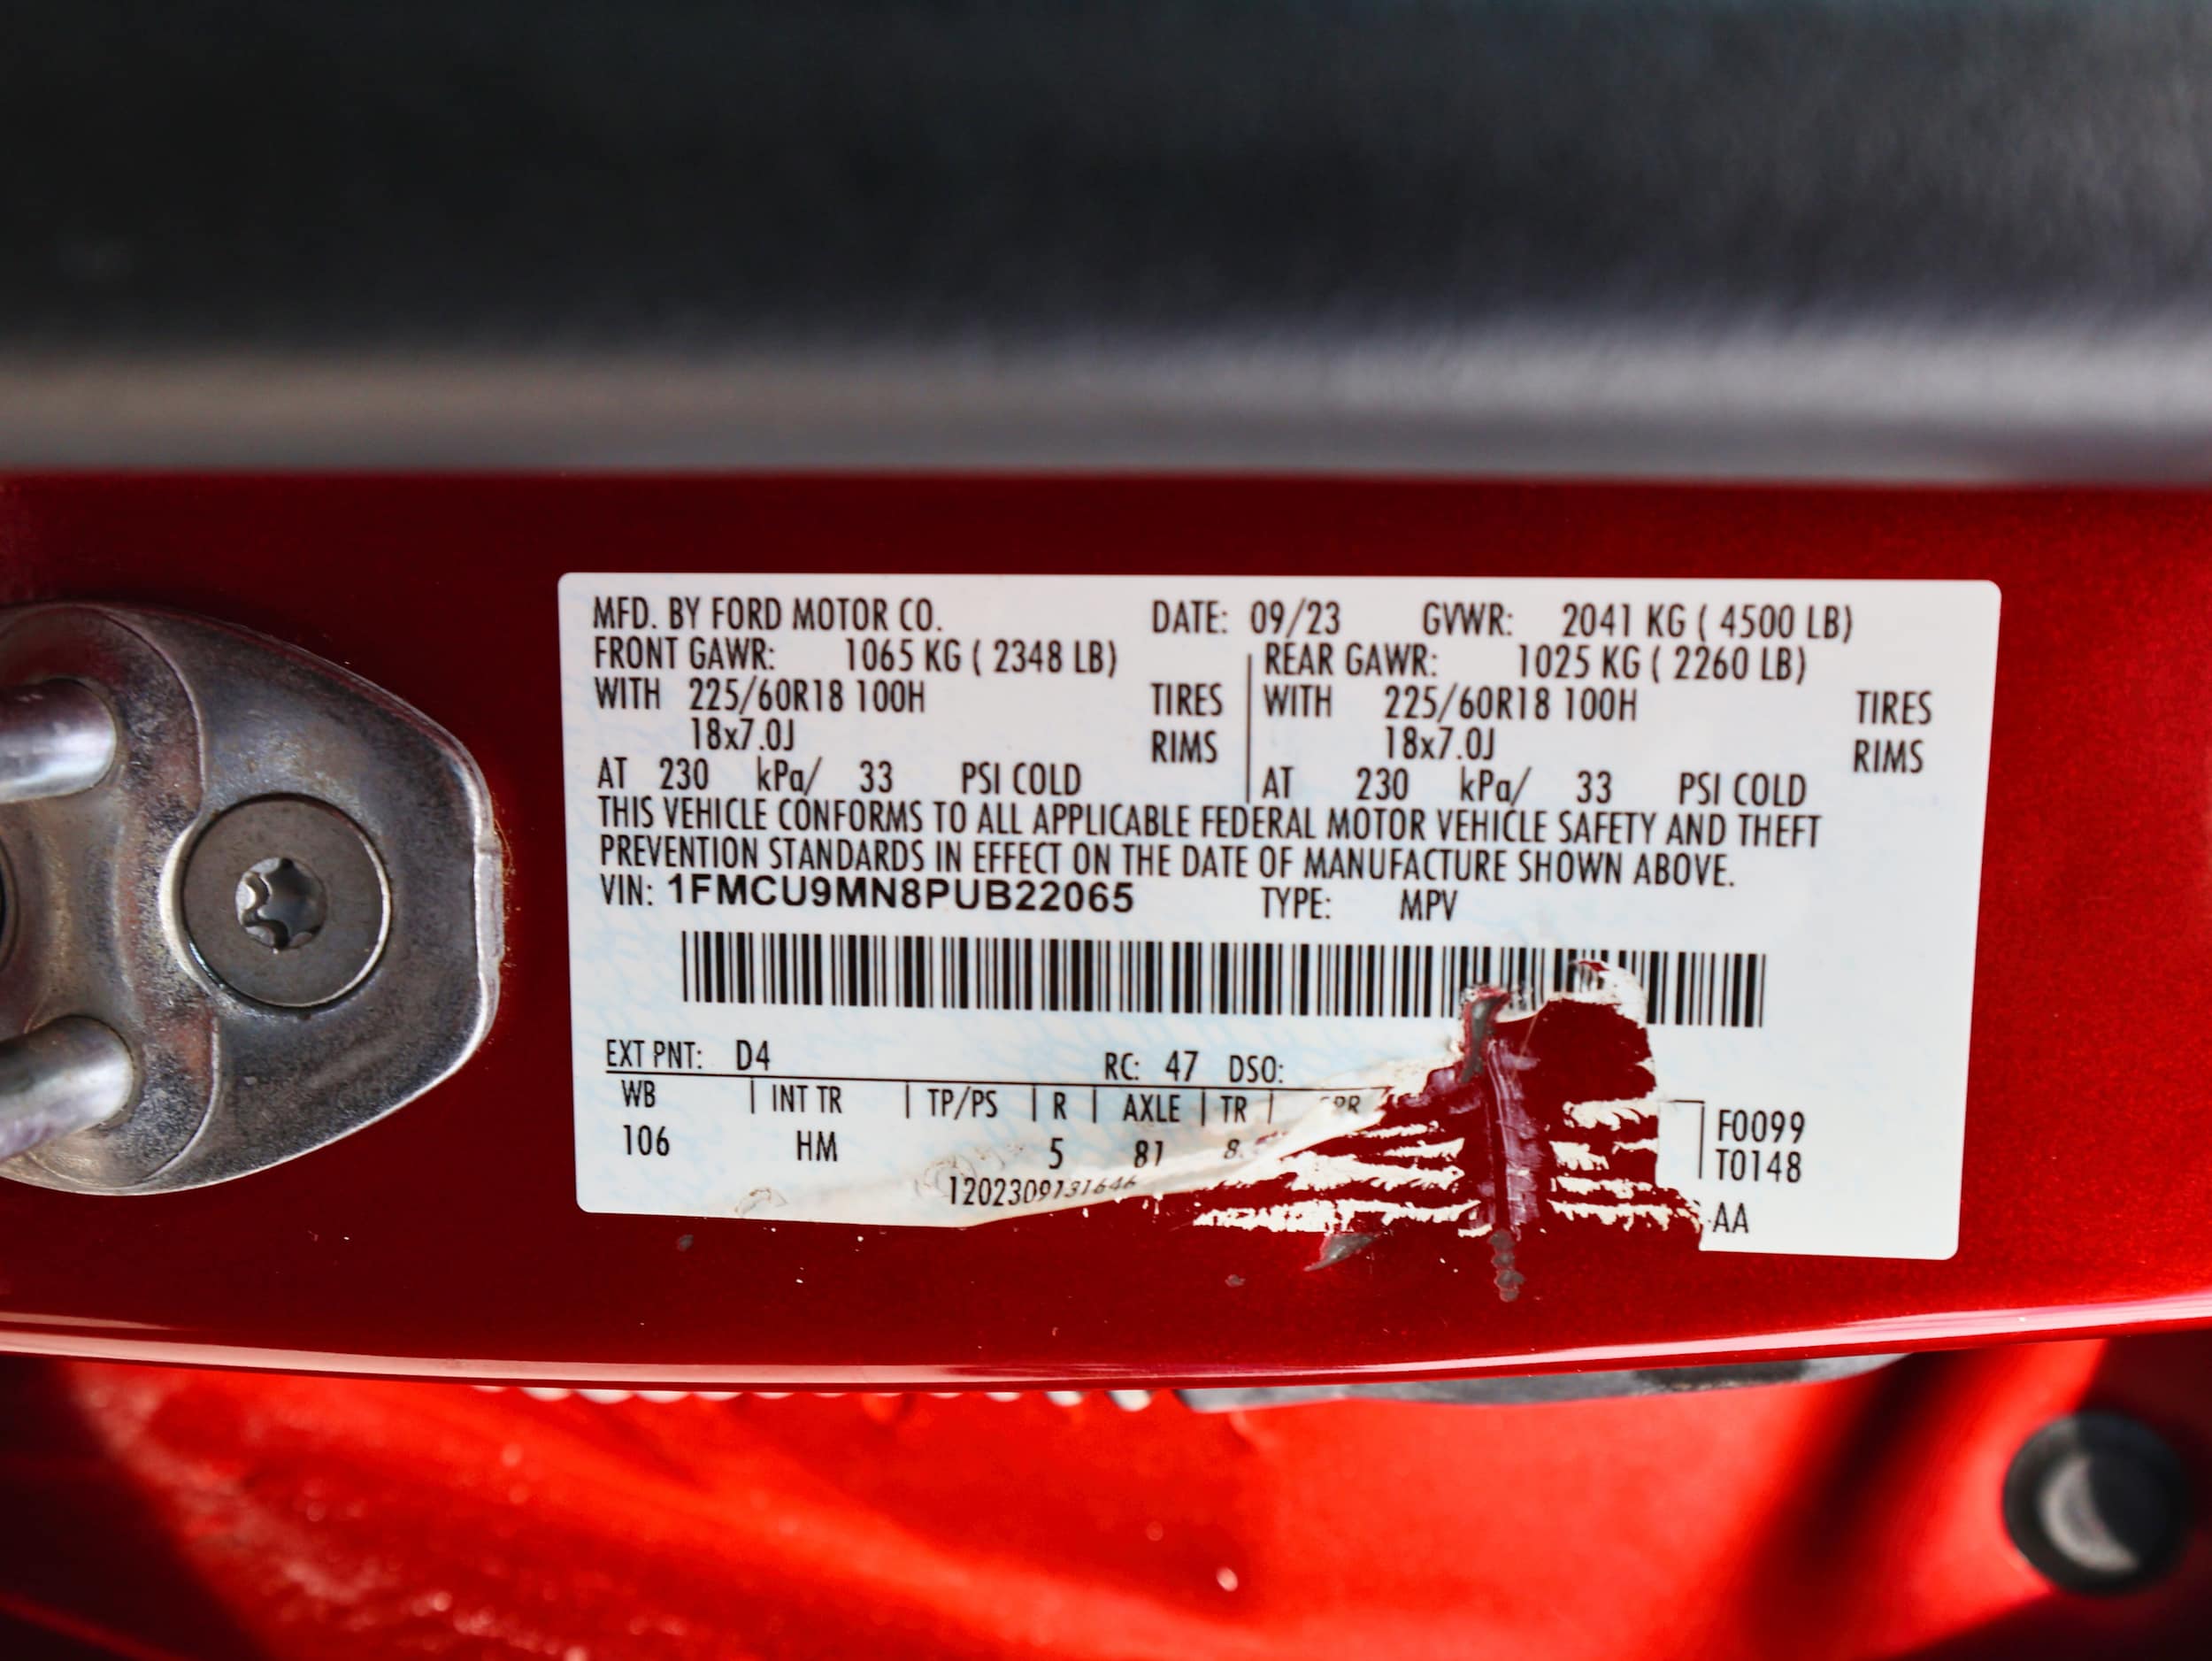 MFD. BY FORD MOTOR CO. DATE: 09/23 GVWR: 2041 KG ( 4500 LB)
FRONT GAWR: 1065 KG ( 2348 LB) REAR GAWR: 1025 KG ( 2260 LB)
WITH 225/60R18 100H TIRES WITH 225/60R18 100H TIRES
18x7.0J RIMS 18x7.0J RIMS
AT 230 kPa/ 33 PSI COLD AT 230 kPa/ 33 PSI COLD
THIS VEHICLE CONFORMS TO ALL APPLICABLE FEDERAL MOTOR VEHICLE SAFETY AND THEFT
PREVENTION STANDARDS IN EFFECT ON THE DATE OF MANUFACTURE SHOWN ABOVE.
VIN: 1FMCU9MN8PUB22065 TYPE: MPV
EXT PNT: D4 RC: 47 DSO:
WB | INT TR | TP/PS | R | AXLE | TR | F0099
106 HM 5 81 T0148
1202309131646 AA